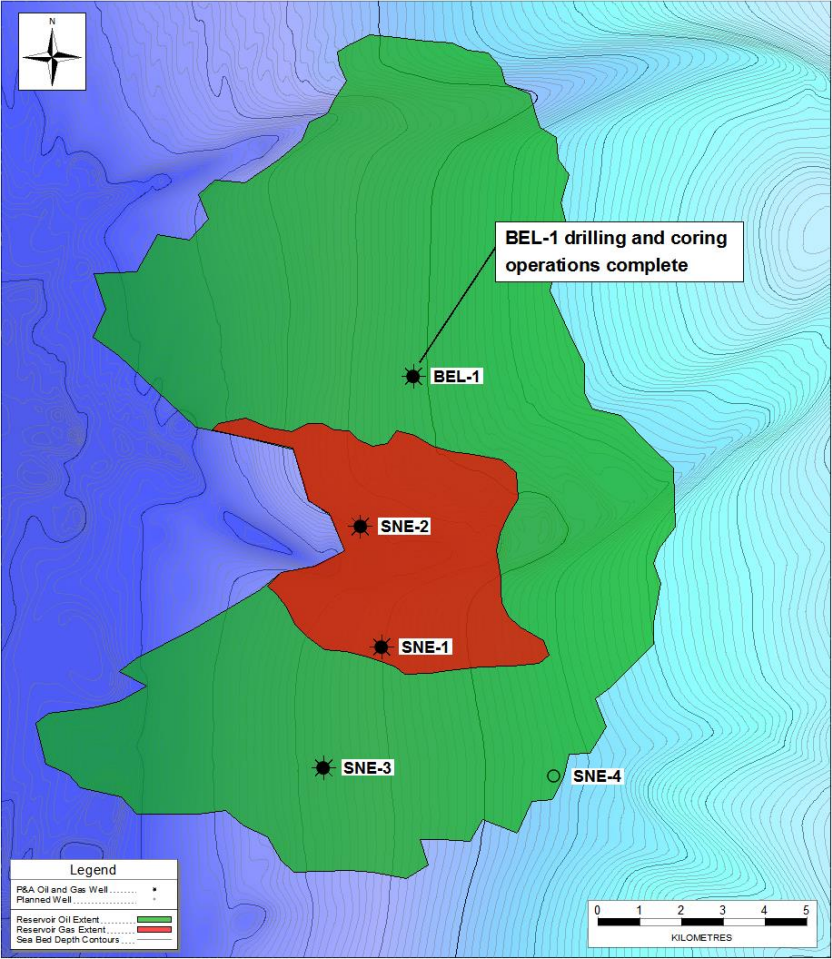 N
BEL-1 drilling and coring
operations complete
BEL-1
SNE-2
SNE-1
SNE-3
SNE-4
Legend
P&A Oil and Gas Well........
Planned Well........
Reservoir Oil Extent........
Reservoir Gas Extent........
Sea Bed Depth Contours....
0 1 2 3 4 5
KILOMETRES